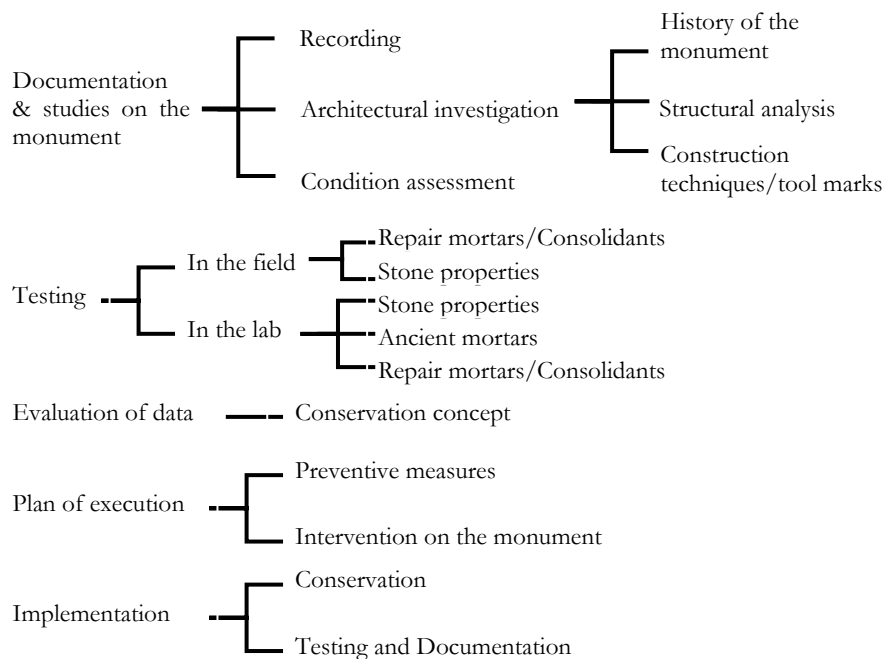 Documentation
& studies on the
monument
Recording
Architectural investigation
Condition assessment
History of the
monument
Structural analysis
Construction
techniques/tool marks
Testing
In the field
Repair mortars/Consolidants
Stone properties
In the lab
Stone properties
Ancient mortars
Repair mortars/Consolidants
Evaluation of data
Conservation concept
Plan of execution
Preventive measures
Intervention on the monument
Implementation
Conservation
Testing and Documentation